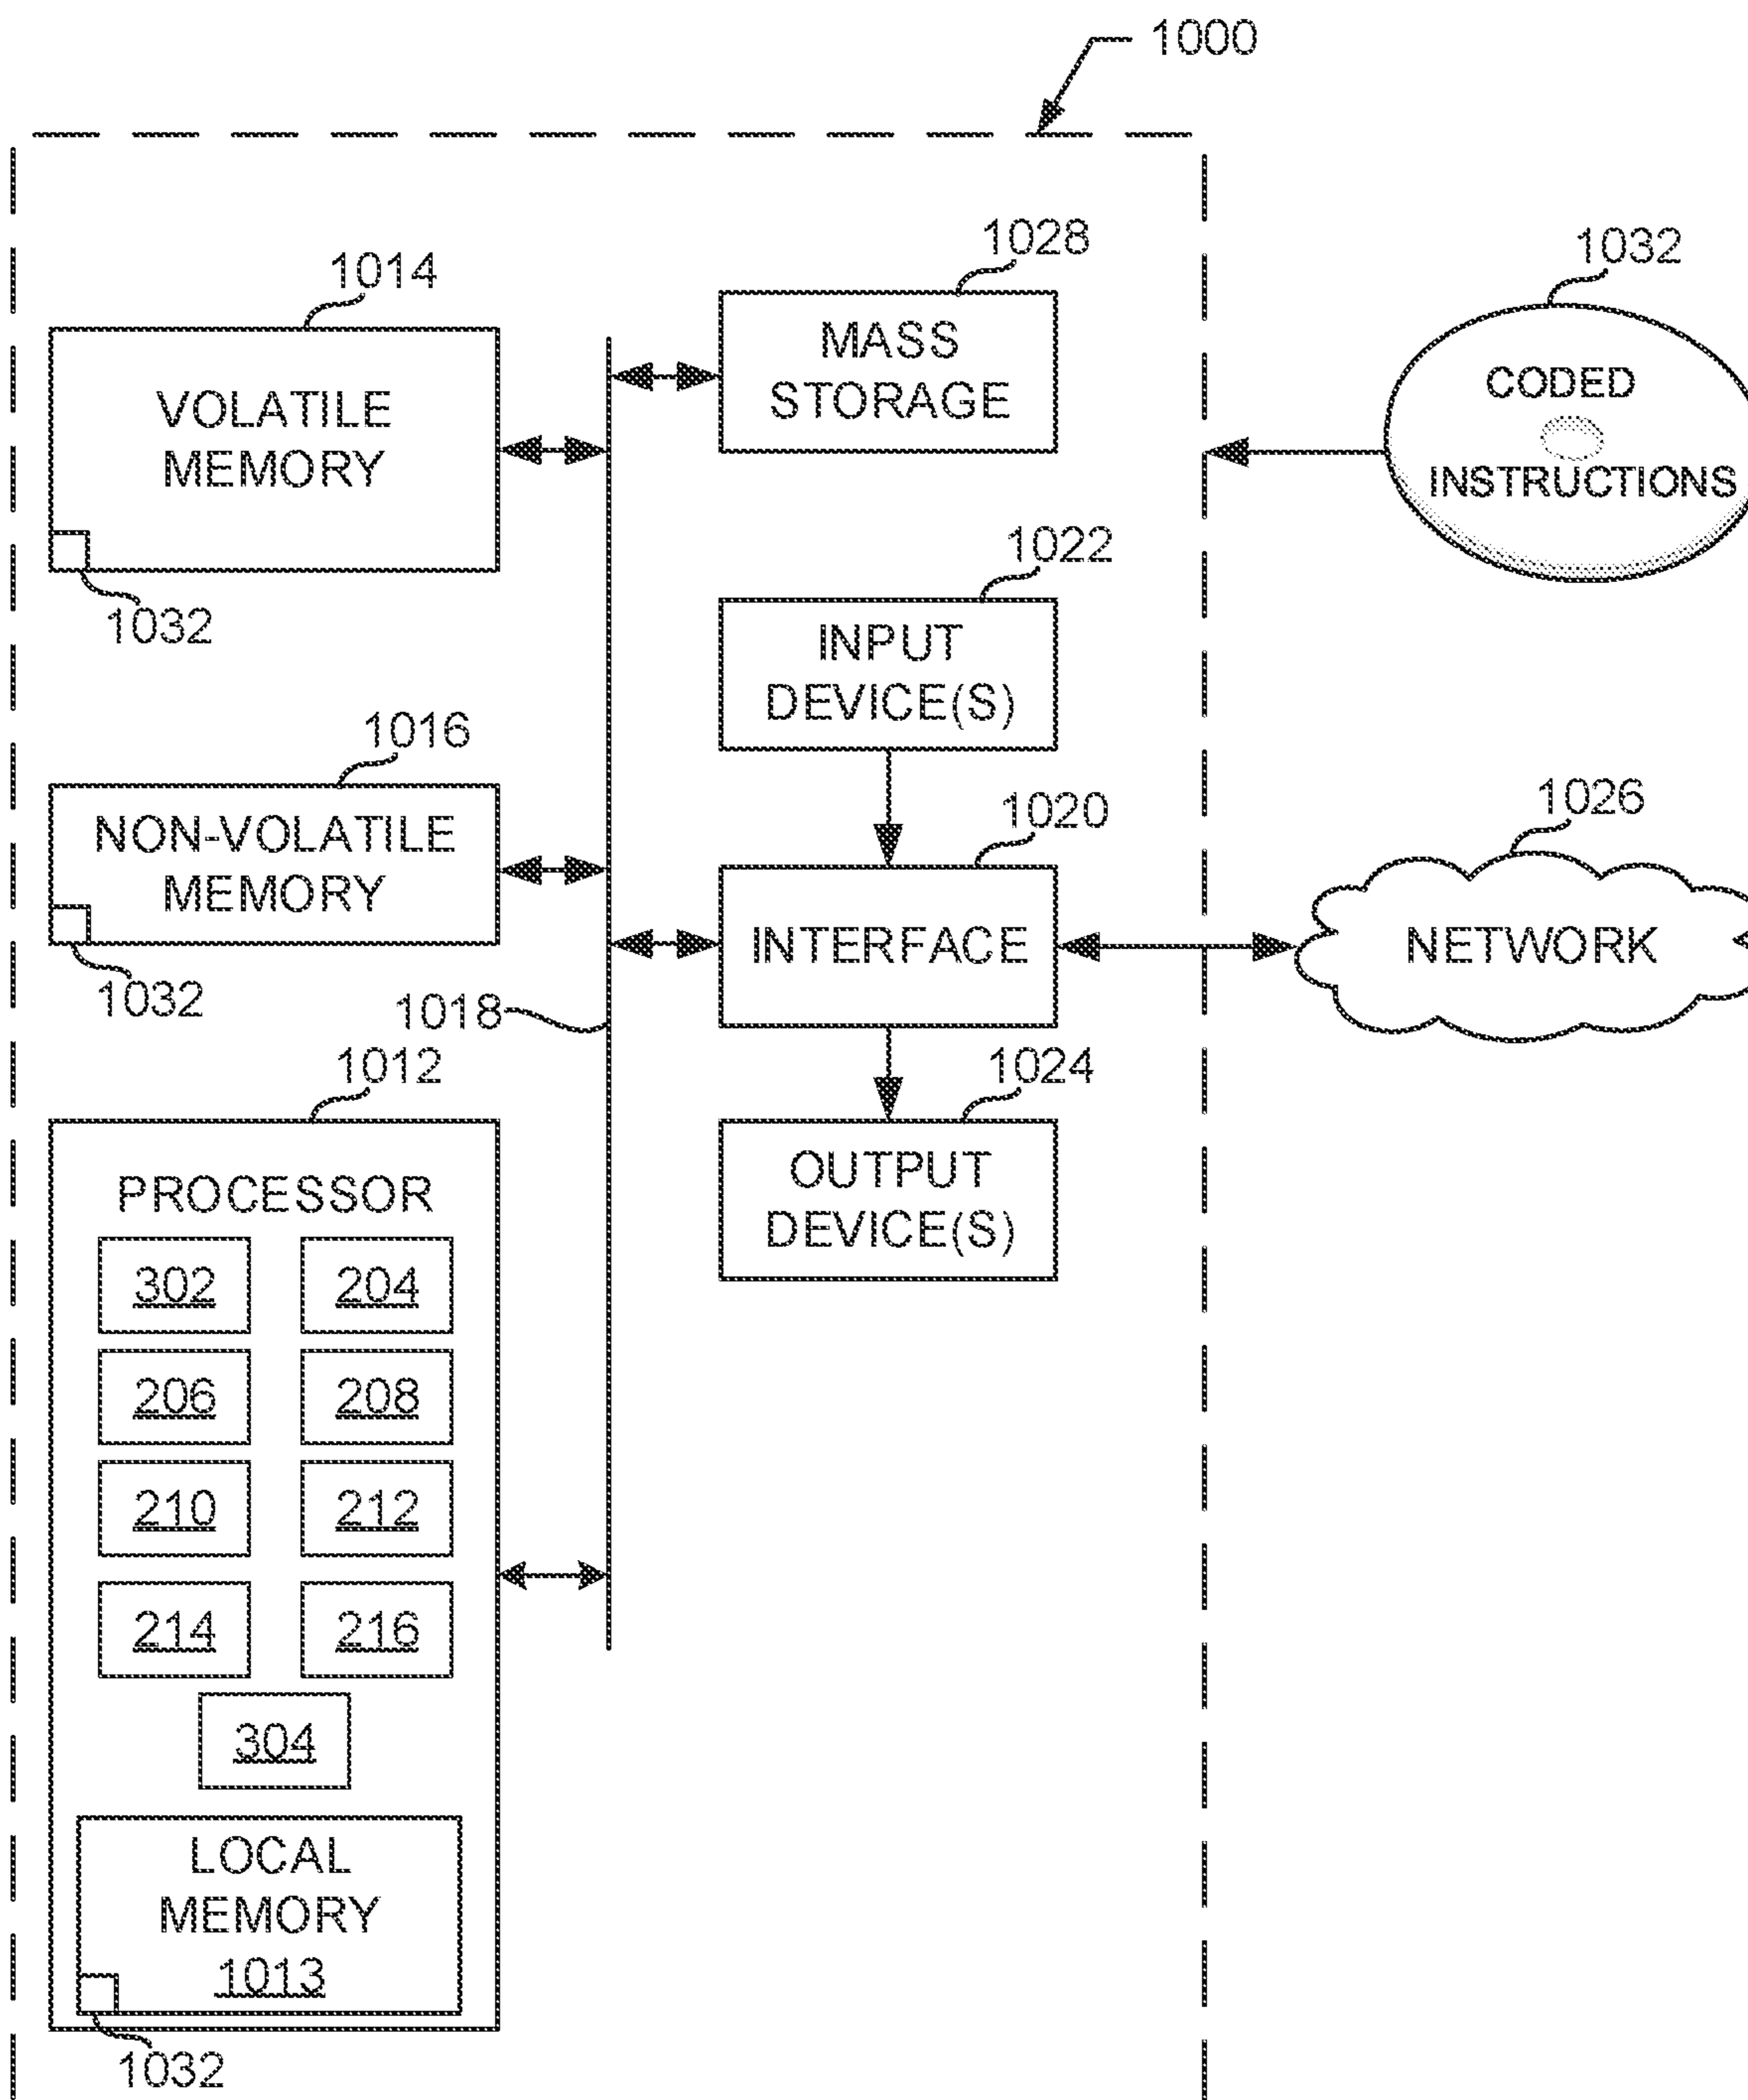 1000
1028
1032
1014
MASS
STORAGE
CODED
INSTRUCTIONS
VOLATILE
MEMORY
1032
1022
INPUT
DEVICE(S)
1016
NON-VOLATILE
MEMORY
1032
1020
INTERFACE
1026
NETWORK
1018
1012
1024
OUTPUT
DEVICE(S)
PROCESSOR
302 204
206 208
210 212
214 216
304
LOCAL
MEMORY
1013
1032